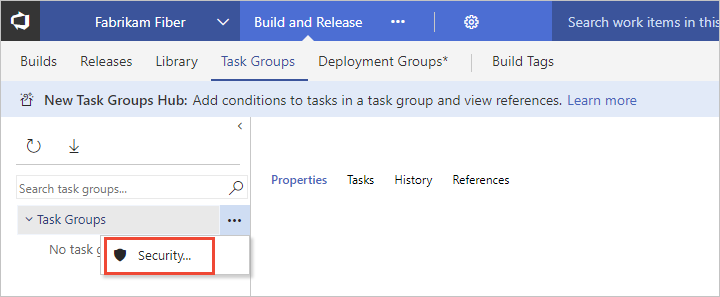 Fabrikam Fiber
Build and Release
Search work items in this
Builds
Releases
Library
Task Groups
Deployment Groups*
Build Tags
New Task Groups Hub: Add conditions to tasks in a task group and view references. Learn more
Search task groups...
Properties
Tasks
History
References
Task Groups
No task
Security...